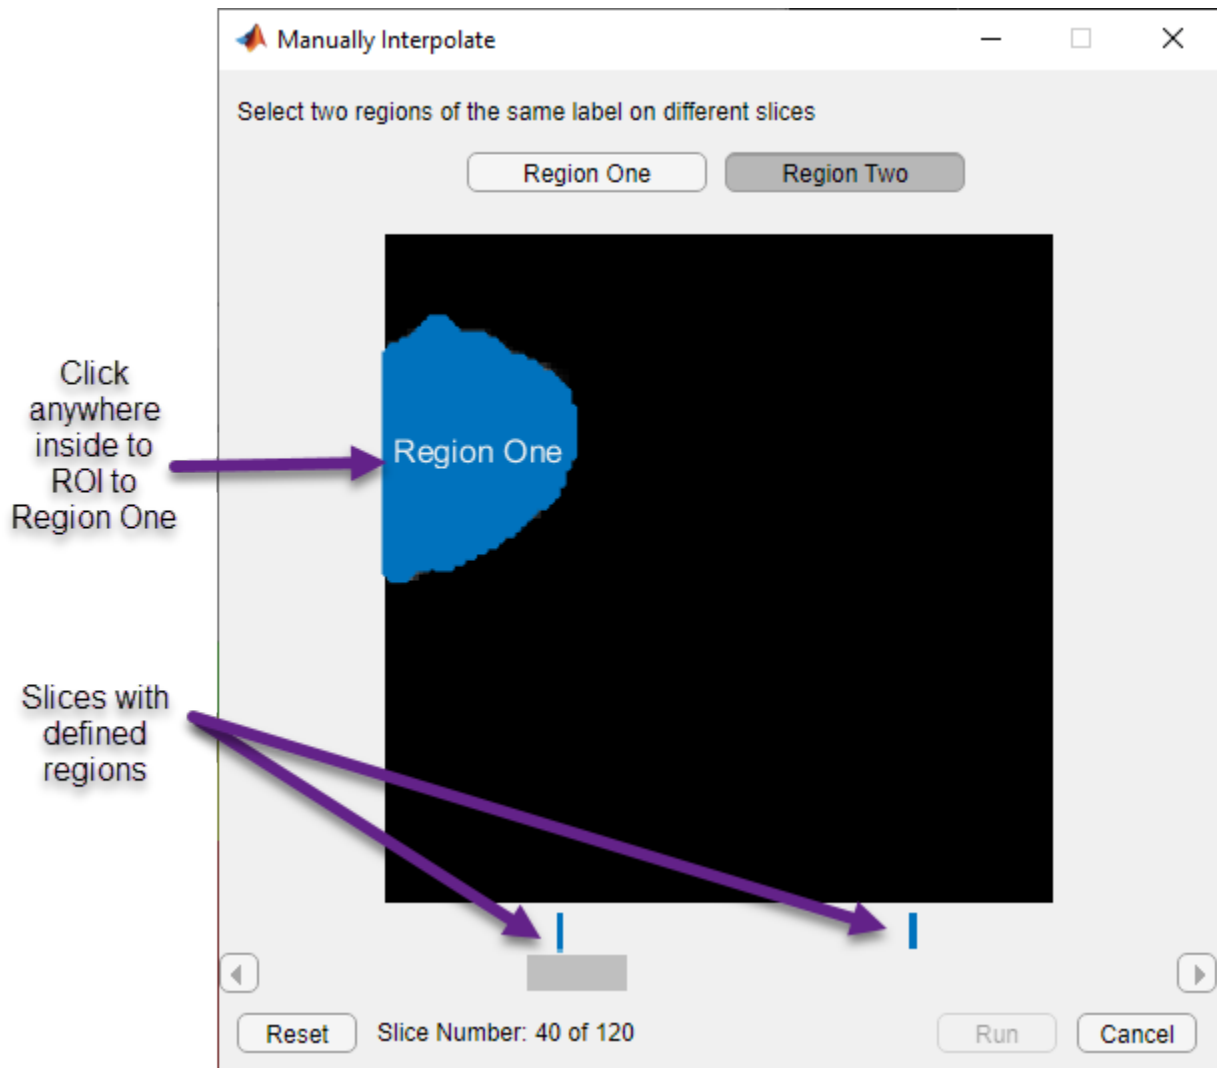 Manually Interpolate
Select two regions of the same label on different slices
Region One
Region Two
Click
anywhere
inside to
ROI to
Region One
Region One
Slices with
defined
regions
Reset
Slice Number: 40 of 120
Run
Cancel